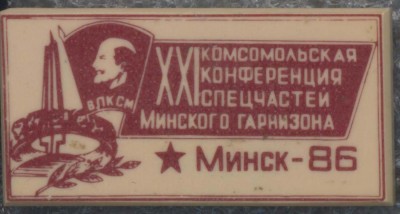 ВЛКСМ
XXI КОМСОМОЛЬСКАЯ
КОНФЕРЕНЦИЯ
СПЕЦЧАСТЕЙ
МИНСКОГО ГАРНИЗОНА
★ МИНСК-86